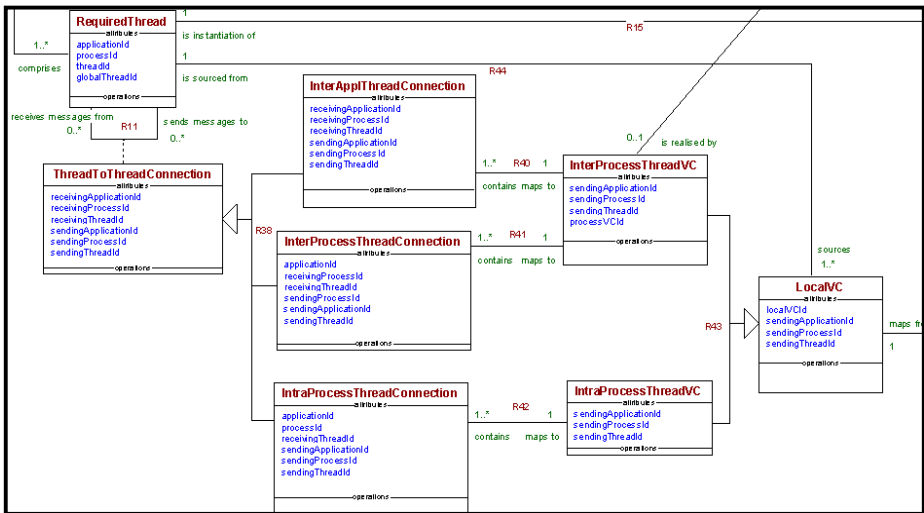 RequiredThread
attributes
applicationId
processId
threadId
globalThreadId
operations
1
is instantiation of
R15
1..*
comprises
1
is sourced from
R44
receives messages from
0..*
R11
sends messages to
0..*
ThreadToThreadConnection
attributes
receivingApplicationId
receivingProcessId
receivingThreadId
sendingApplicationId
sendingProcessId
sendingThreadId
operations
R38
InterApplThreadConnection
attributes
receivingApplicationId
receivingProcessId
receivingThreadId
sendingApplicationId
sendingProcessId
sendingThreadId
operations
1..* R40 1
contains maps to
0..1
is realised by
InterProcessThreadVC
attributes
sendingApplicationId
sendingProcessId
sendingThreadId
processVCId
operations
InterProcessThreadConnection
attributes
applicationId
receivingProcessId
receivingThreadId
sendingProcessId
sendingApplicationId
sendingThreadId
operations
1..* R41 1
contains maps to
sources
1..*
LocalVC
attributes
localVCId
sendingApplicationId
sendingProcessId
sendingThreadId
operations
maps
1
R43
IntraProcessThreadConnection
attributes
applicationId
processId
receivingThreadId
sendingApplicationId
sendingProcessId
sendingThreadId
operations
1..* R42 1
contains maps to
IntraProcessThreadVC
attributes
sendingApplicationId
sendingProcessId
sendingThreadId
operations